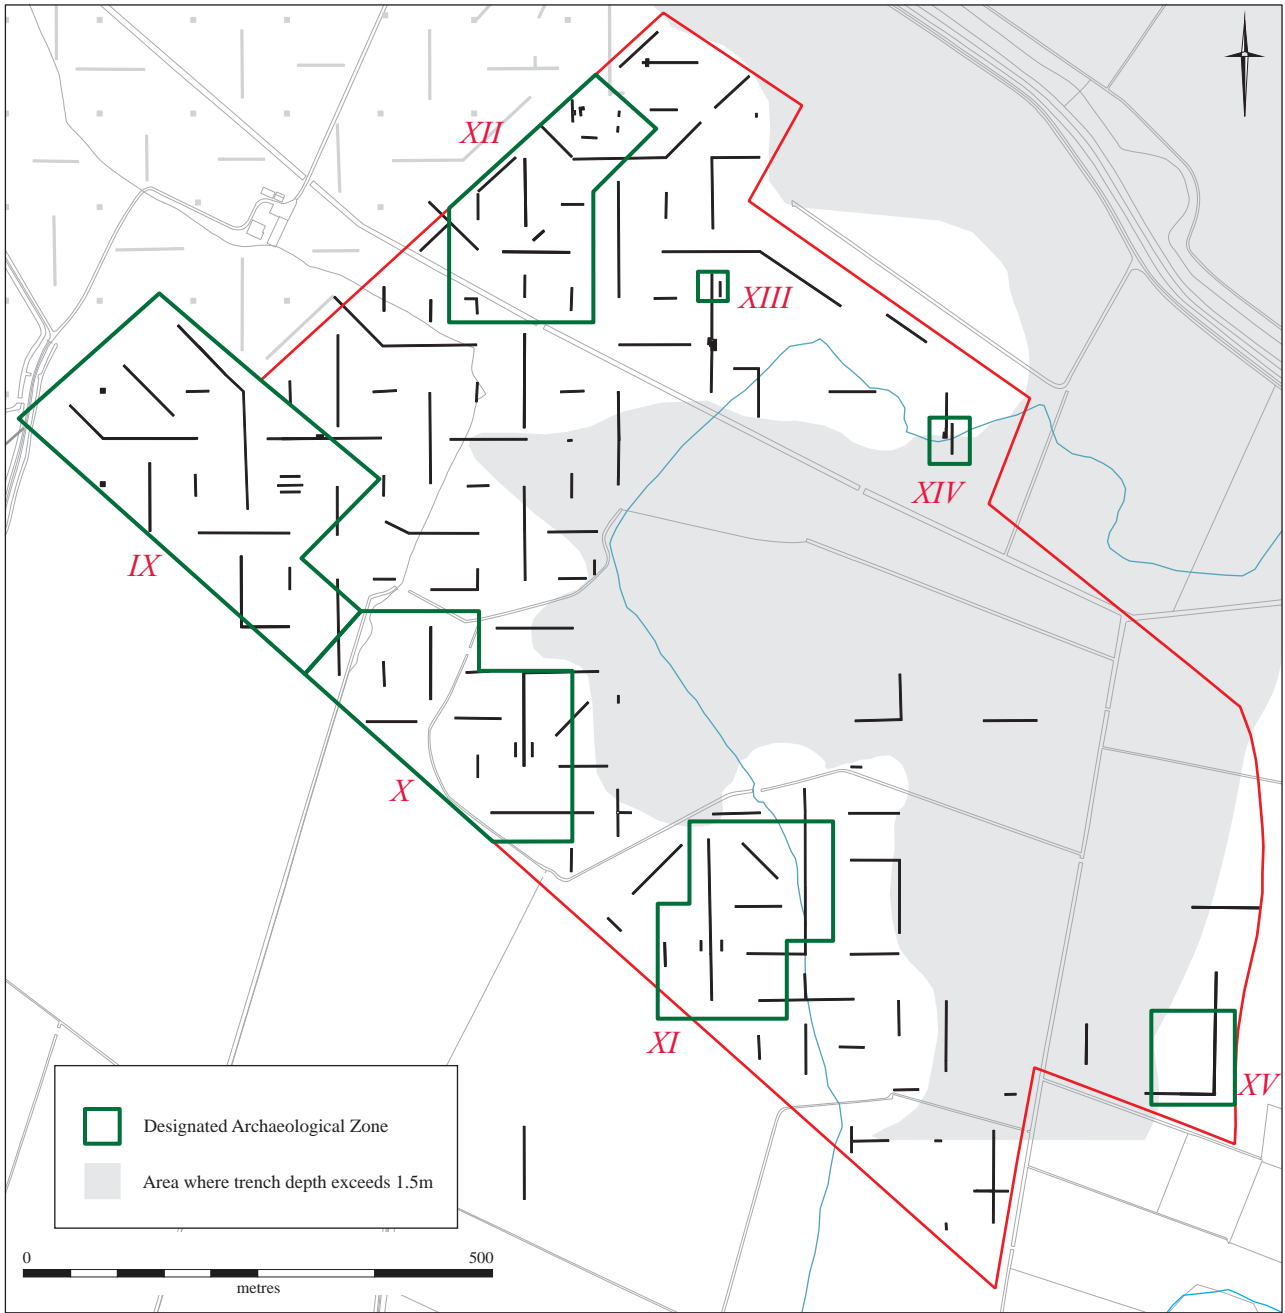 XII
XIII
XIV
IX
X
XI
XV
Designated Archaeological Zone
Area where trench depth exceeds 1.5m
0 500
metres